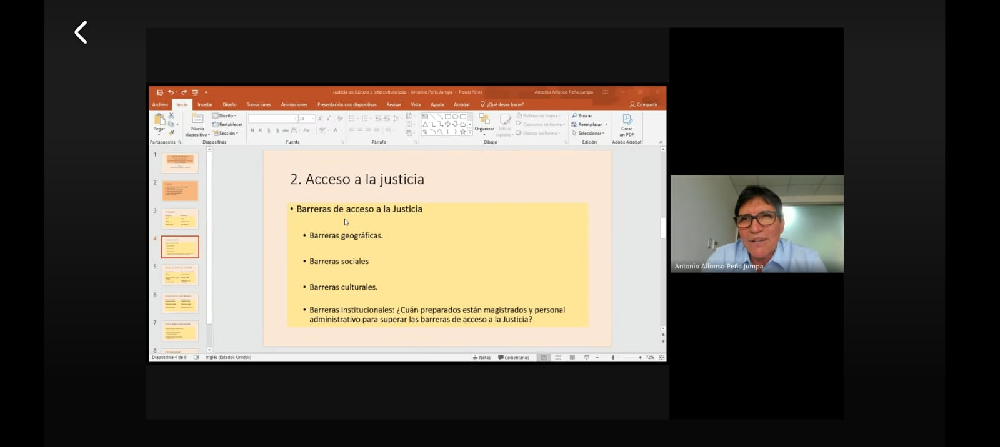 Justicia de Género e Interculturalidad - Antonio Peña Jumpa - PowerPoint
Antonio Alfonso Peña Jumpa
Archivo Inicio Insertar Diseño Transiciones Animaciones Presentación con diapositivas Revisar Vista Ayuda Acrobat ¿Qué desea hacer? Compartir
Pegar
Portapapeles
Nueva
diapositiva
Diseño
Restablecer
Sección
Diapositivas
24
N K S S abc AV Aa A
Fuente
Párrafo
Organizar
Estilos
rápidos
Relleno de forma
Contorno de forma
Efectos de forma
Dibujo
Buscar
Reemplazar
Seleccionar
Edición
Crear
un PDF
Adobe Acrobat
1
2
3
4
5
6
7
8
2. Acceso a la justicia
• Barreras de acceso a la Justicia
• Barreras geográficas.
• Barreras sociales
• Barreras culturales.
• Barreras institucionales: ¿Cuán preparados están magistrados y personal
administrativo para superar las barreras de acceso a la Justicia?
Antonio Alfonso Peña Jumpa
Diapositiva 4 de 8 Inglés (Estados Unidos) Notas Comentarios 72%